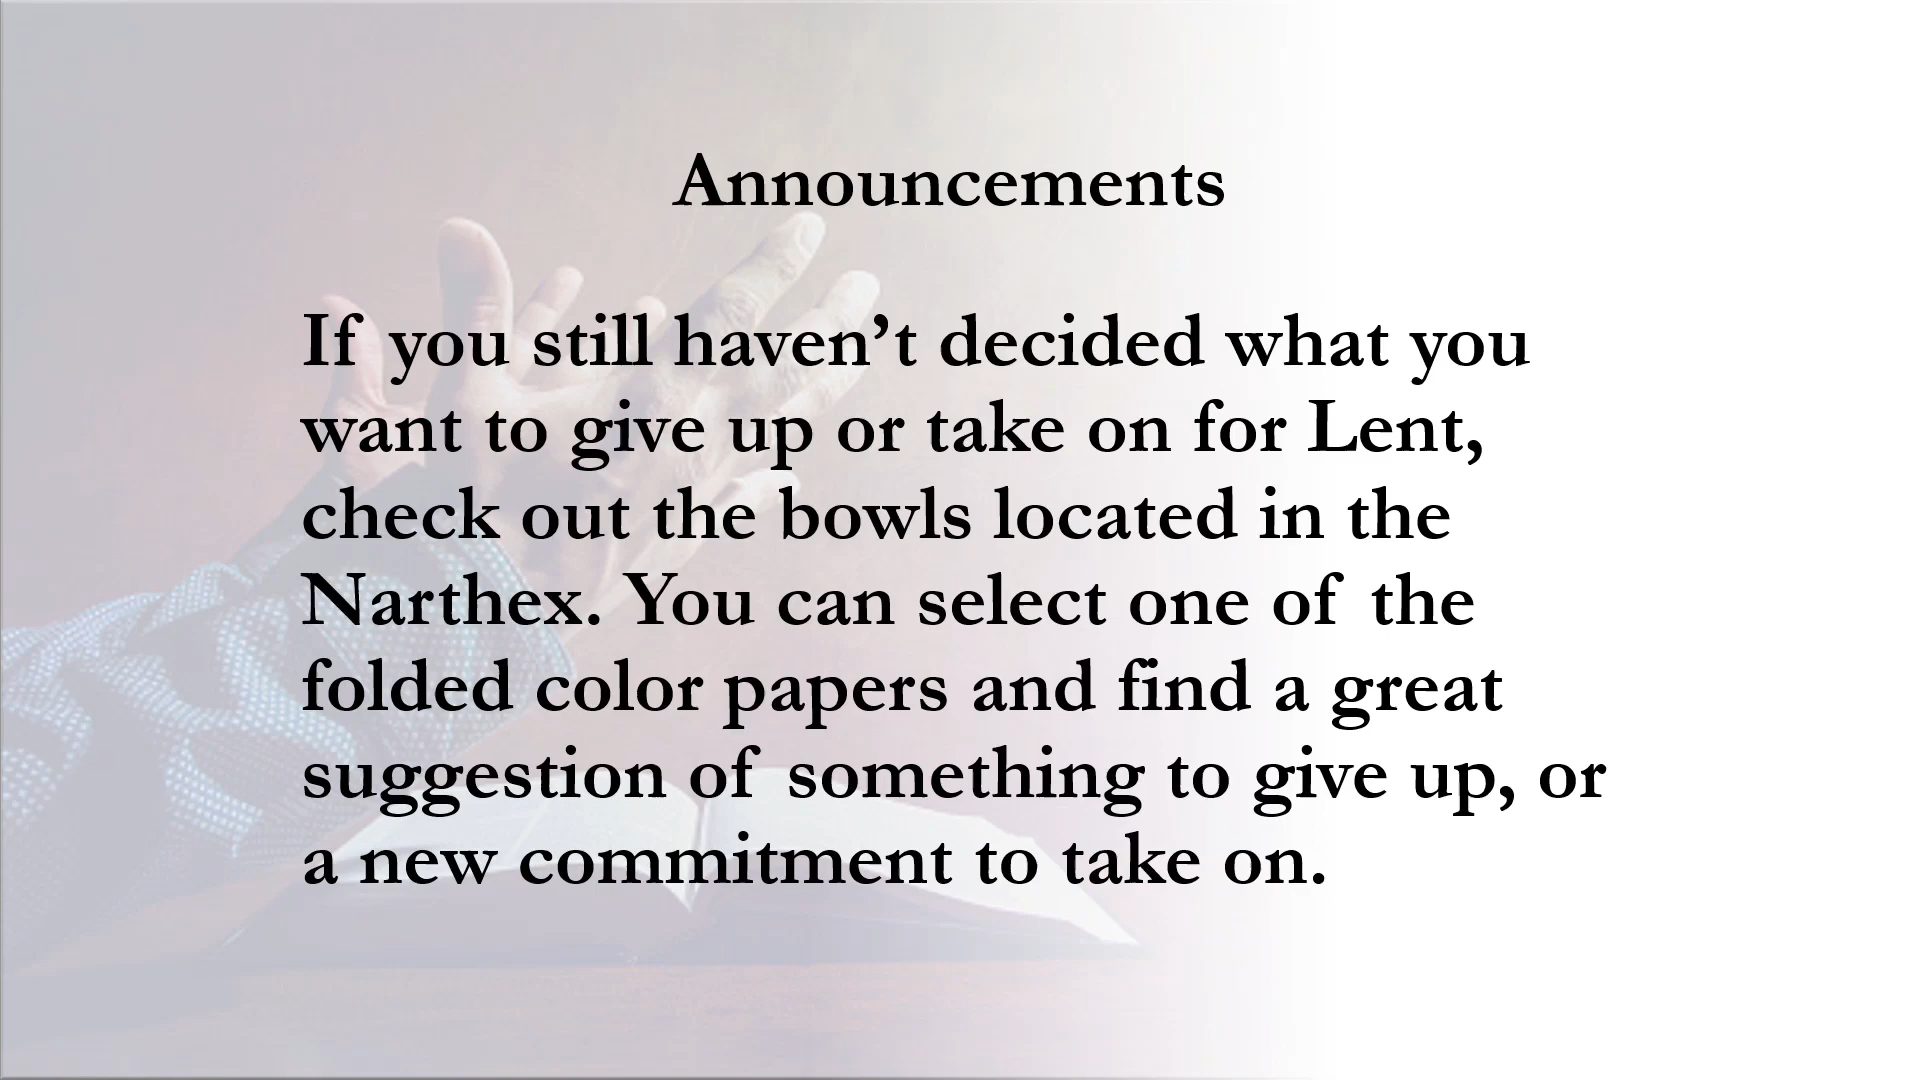 Announcements
If you still haven’t decided what you
want to give up or take on for Lent,
check out the bowls located in the
Narthex. You can select one of the
folded color papers and find a great
suggestion of something to give up, or
a new commitment to take on.